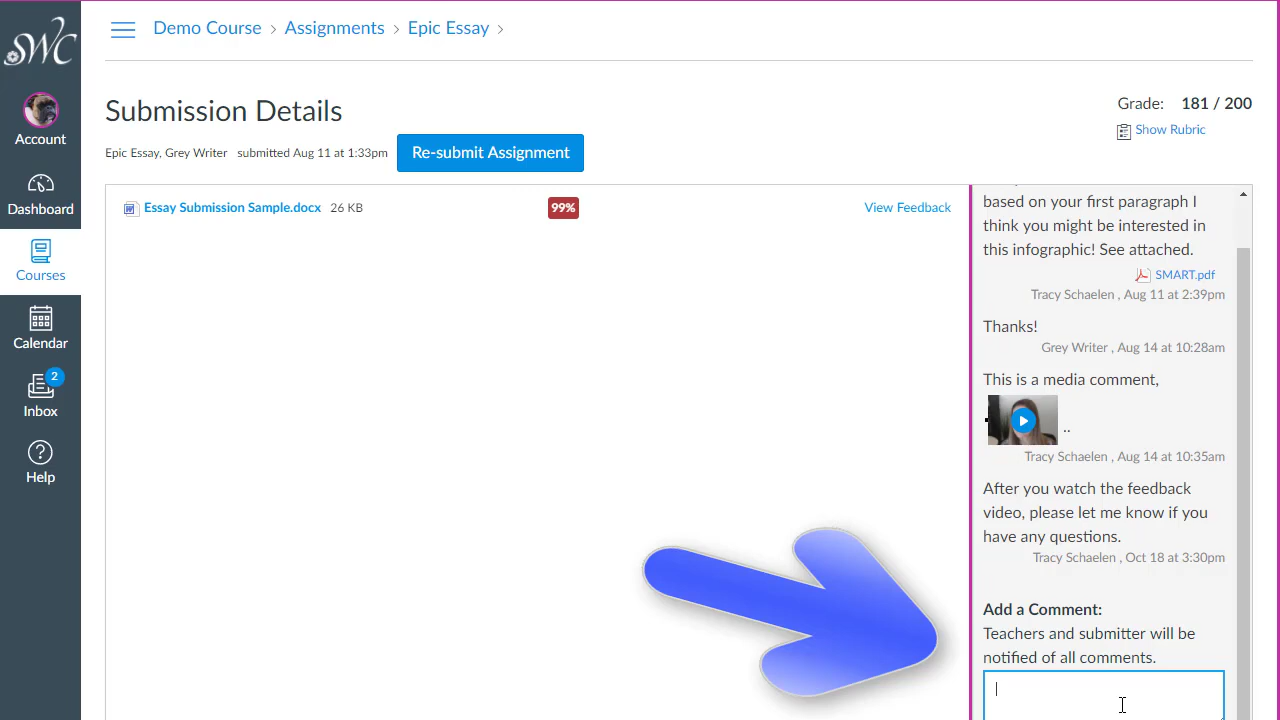 SWC
Account
Dashboard
Courses
Calendar
2
Inbox
Help
Demo Course > Assignments > Epic Essay >
Submission Details
Epic Essay, Grey Writer submitted Aug 11 at 1:33pm
Re-submit Assignment
Grade: 181 / 200
Show Rubric
Essay Submission Sample.docx 26 KB
99%
View Feedback
based on your first paragraph I
think you might be interested in
this infographic! See attached.
SMART.pdf
Tracy Schaelen , Aug 11 at 2:39pm
Thanks!
Grey Writer , Aug 14 at 10:28am
This is a media comment,
..
Tracy Schaelen , Aug 14 at 10:35am
After you watch the feedback
video, please let me know if you
have any questions.
Tracy Schaelen , Oct 18 at 3:30pm
Add a Comment:
Teachers and submitter will be
notified of all comments.